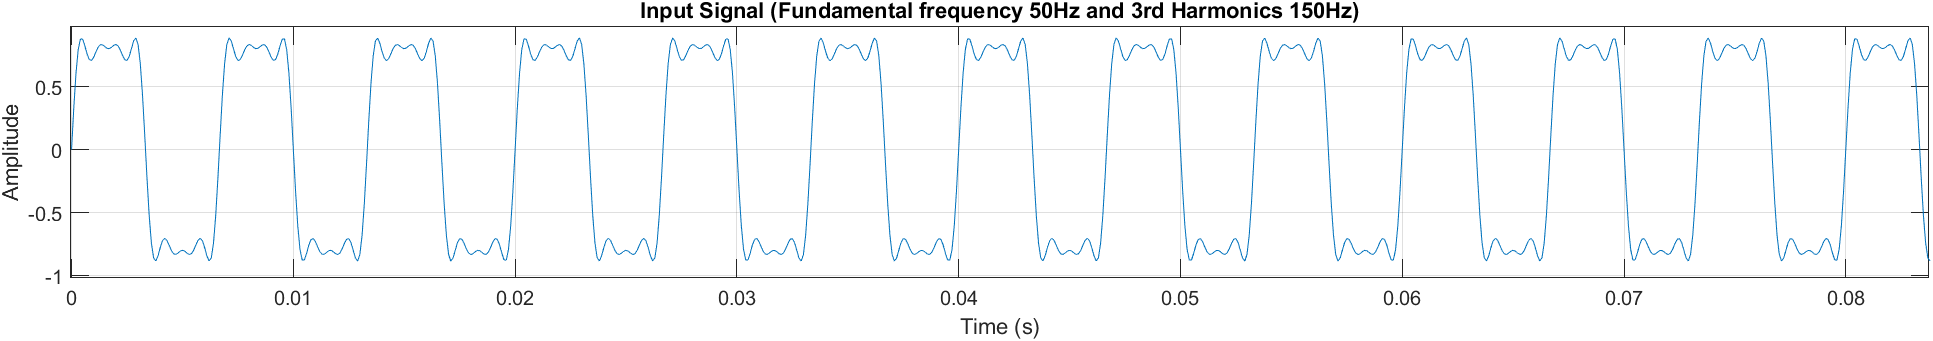 Input Signal (Fundamental frequency 50Hz and 3rd Harmonics 150Hz)
Amplitude
0.5
0
-0.5
-1
0 0.01 0.02 0.03 0.04 0.05 0.06 0.07 0.08
Time (s)